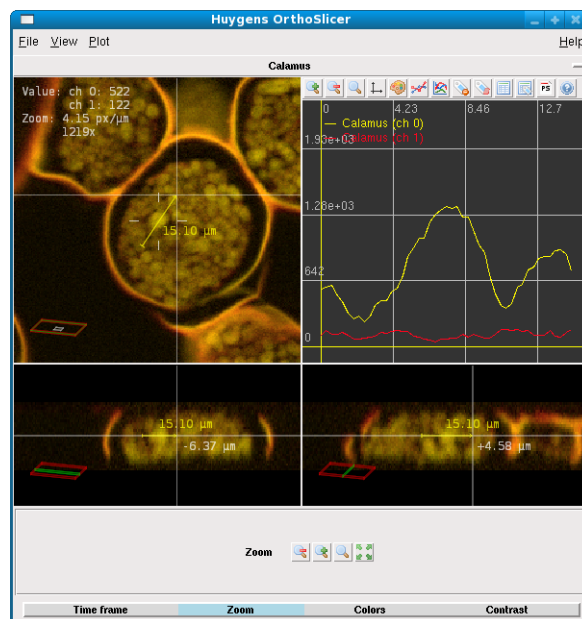 Huygens OrthoSlicer
File View Plot Help
Calamus
Value: ch 0: 522
ch 1: 122
Zoom: 4.15 px/µm
1219x
15.10 µm
0 4.23 8.46 12.7
Calamus (ch 0)
Calamus (ch 1)
1.93e+03
1.28e+03
642
0
PS
15.10 µm
-6.37 µm
15.10 µm
+4.58 µm
Zoom
Time frame Zoom Colors Contrast